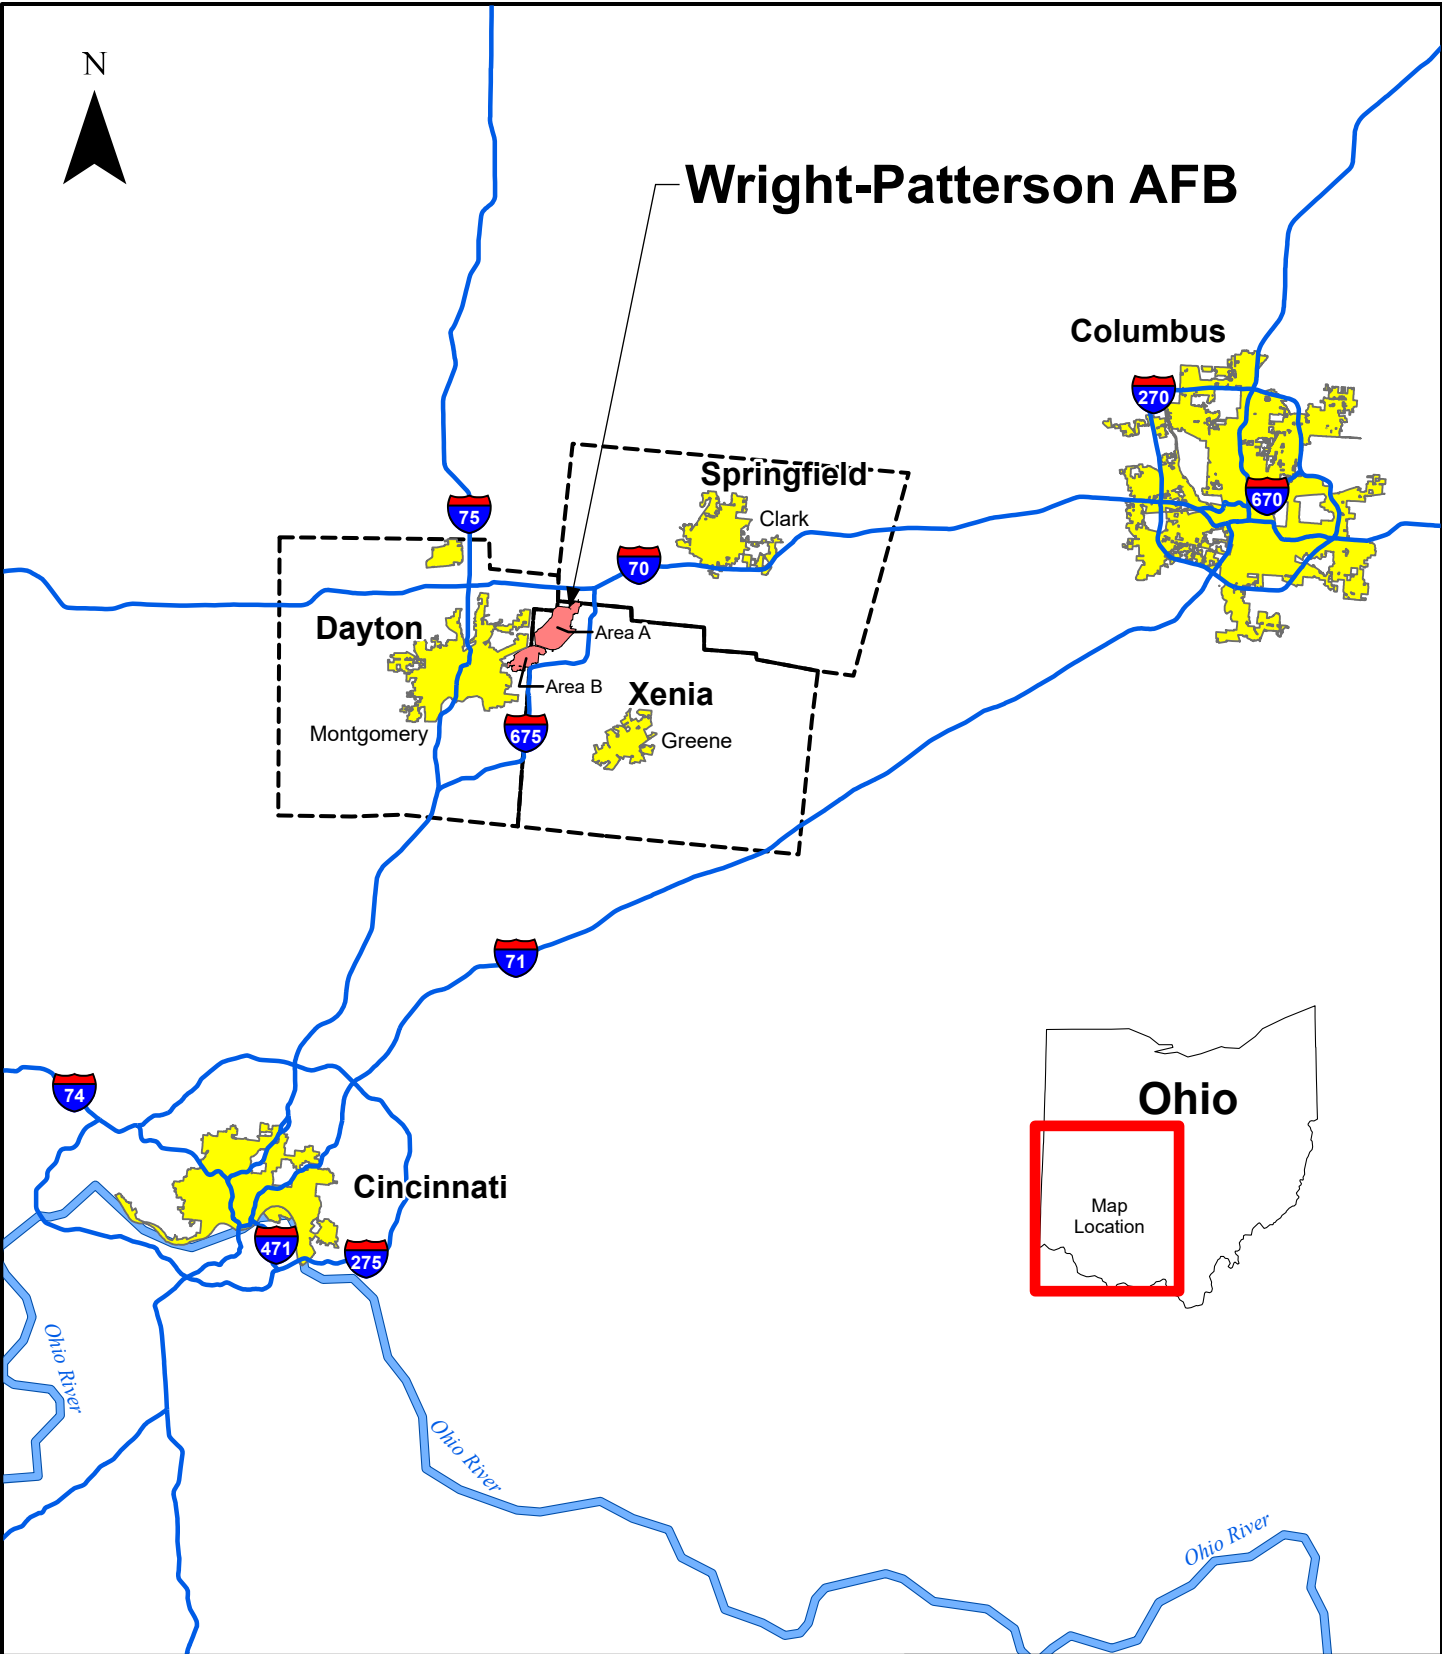 N
Wright-Patterson AFB
Columbus
270
Springfield
670
75
Clark
70
Dayton
Area A
Area B
Xenia
Montgomery
675
Greene
71
74
Ohio
Cincinnati
Map
Location
471
275
Ohio River
Ohio River
Ohio River